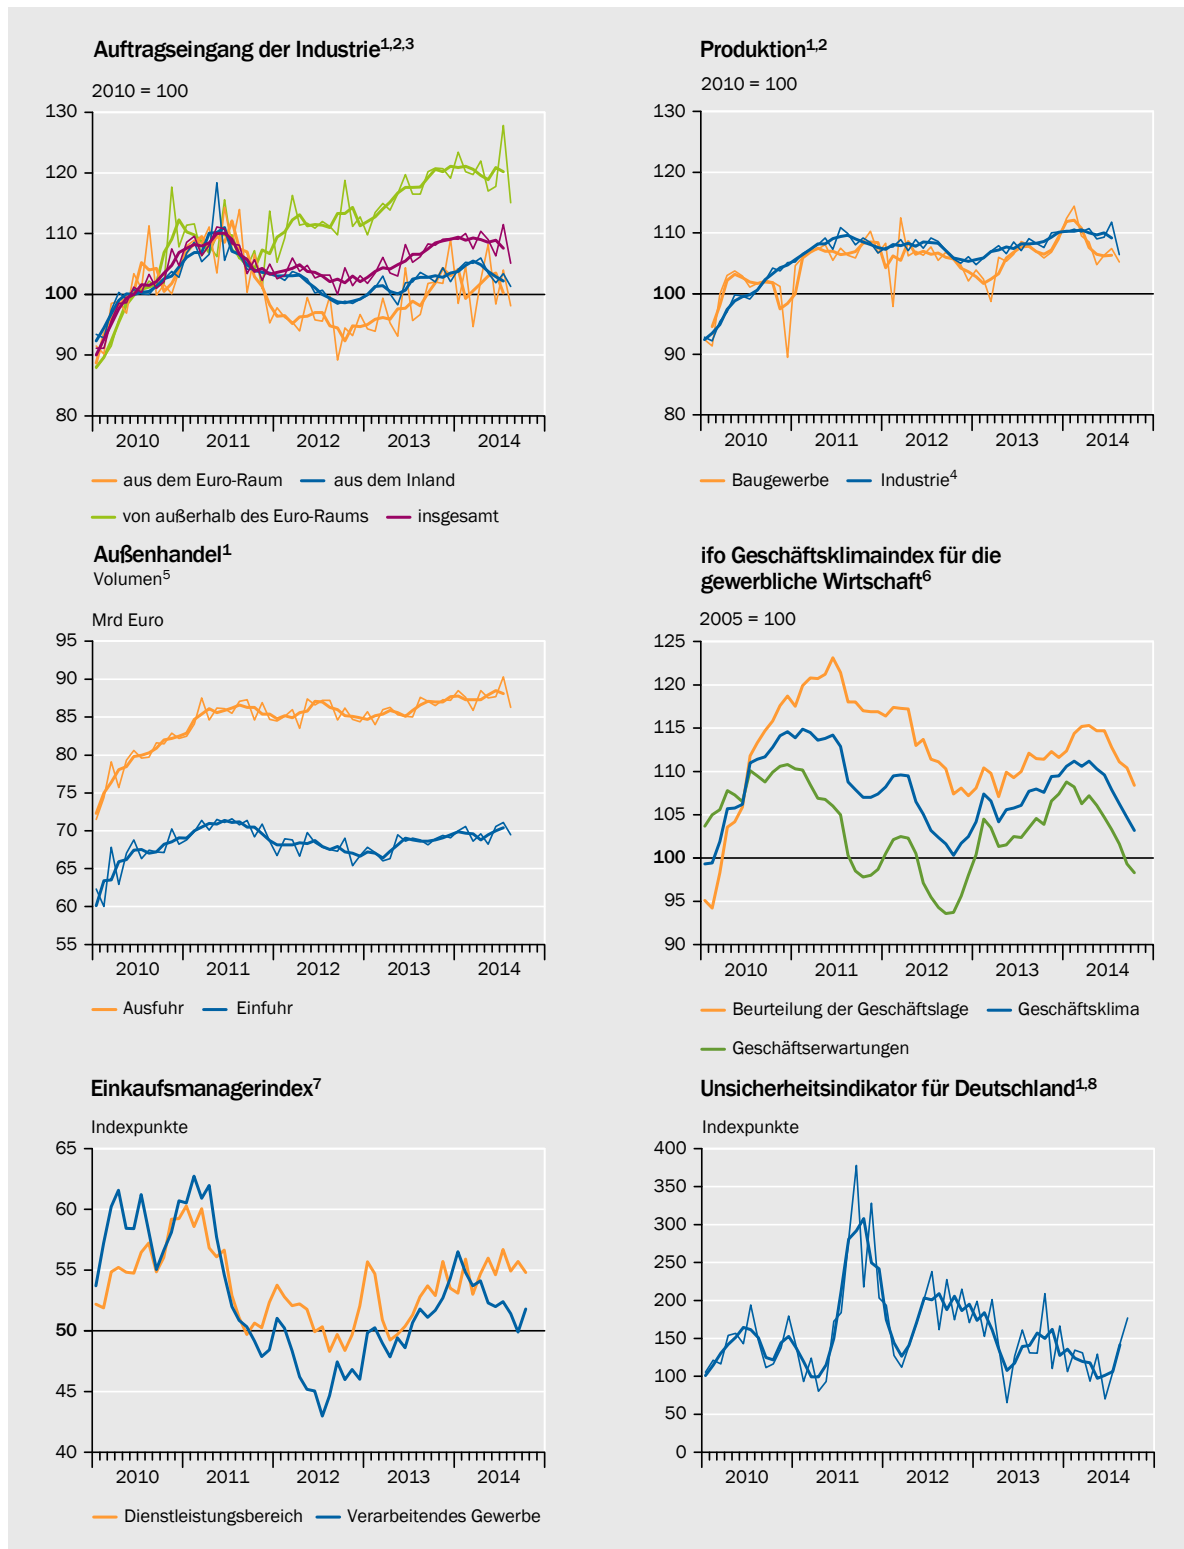 Auftragseingang der Industrie1,2,3
2010 = 100
130
120
110
100
90
80
2010 2011 2012 2013 2014
aus dem Euro-Raum aus dem Inland
von außerhalb des Euro-Raums insgesamt
Produktion1,2
2010 = 100
130
120
110
100
90
80
2010 2011 2012 2013 2014
Baugewerbe Industrie4
Außenhandel1
Volumen5
Mrd Euro
95
90
85
80
75
70
65
60
55
2010 2011 2012 2013 2014
Ausfuhr Einfuhr
ifo Geschäftsklimaindex für die
gewerbliche Wirtschaft6
2005 = 100
125
120
115
110
105
100
95
90
2010 2011 2012 2013 2014
Beurteilung der Geschäftslage Geschäftsklima
Geschäftserwartungen
Einkaufsmanagerindex7
Indexpunkte
65
60
55
50
45
40
2010 2011 2012 2013 2014
Dienstleistungsbereich Verarbeitendes Gewerbe
Unsicherheitsindikator für Deutschland1,8
Indexpunkte
400
350
300
250
200
150
100
50
0
2010 2011 2012 2013 2014